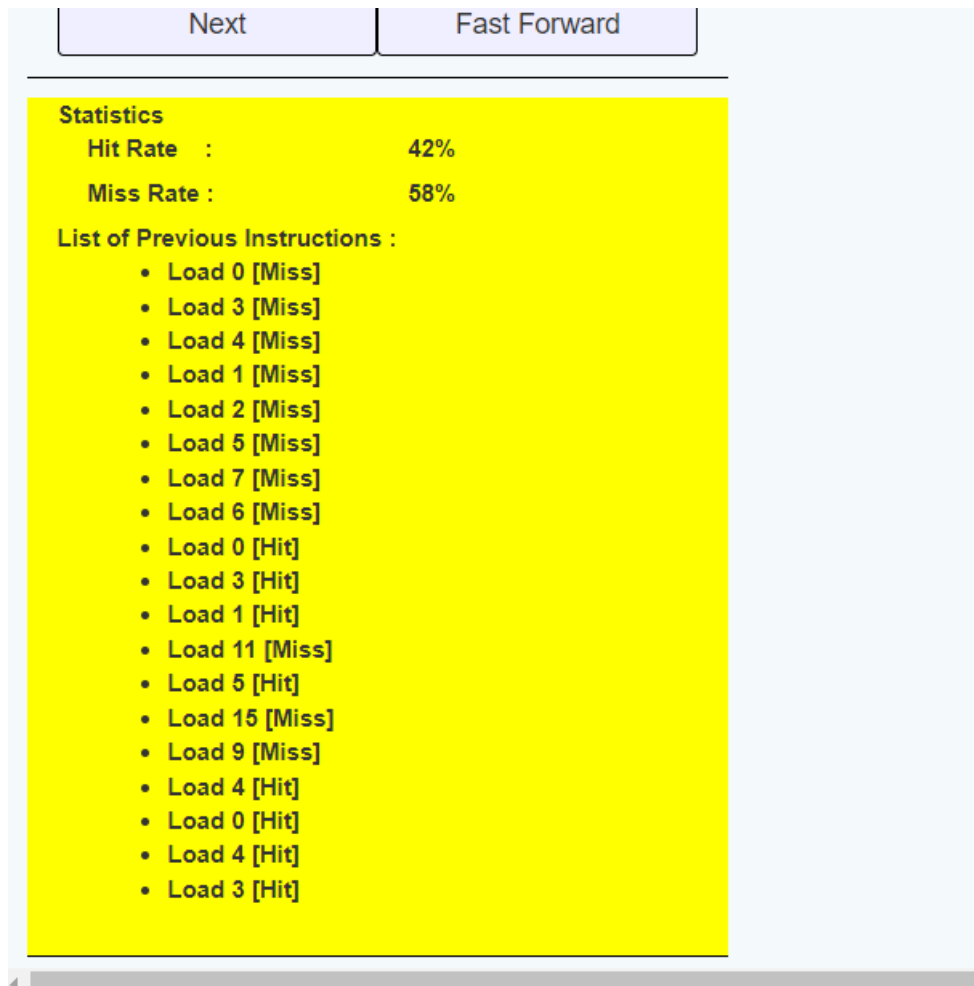 Next Fast Forward
Statistics
Hit Rate : 42%
Miss Rate : 58%
List of Previous Instructions :
• Load 0 [Miss]
• Load 3 [Miss]
• Load 4 [Miss]
• Load 1 [Miss]
• Load 2 [Miss]
• Load 5 [Miss]
• Load 7 [Miss]
• Load 6 [Miss]
• Load 0 [Hit]
• Load 3 [Hit]
• Load 1 [Hit]
• Load 11 [Miss]
• Load 5 [Hit]
• Load 15 [Miss]
• Load 9 [Miss]
• Load 4 [Hit]
• Load 0 [Hit]
• Load 4 [Hit]
• Load 3 [Hit]